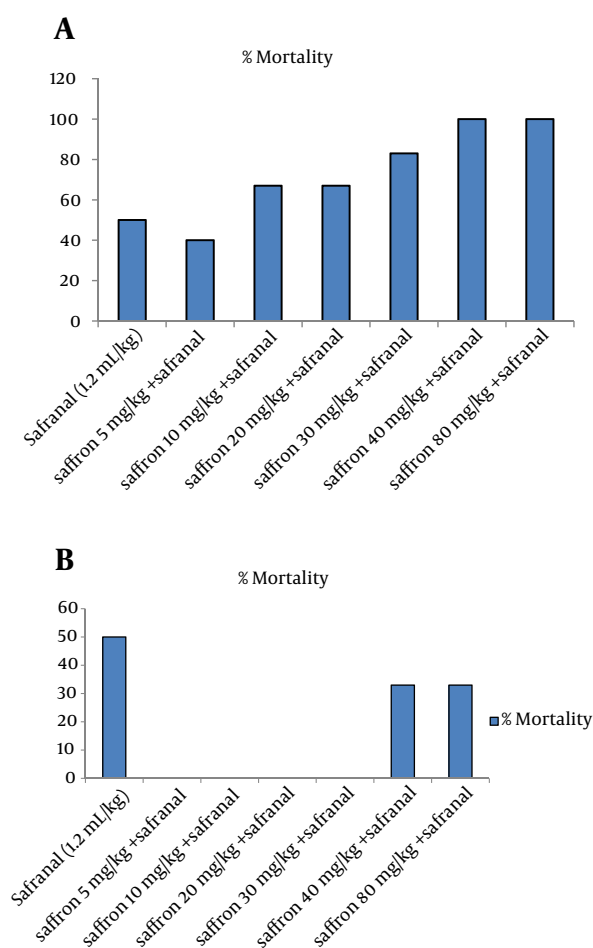 A
% Mortality
120
100
80
60
40
20
0
Safranal (1.2 mL/kg)
saffron 5 mg/kg +safranal
saffron 10 mg/kg +safranal
saffron 20 mg/kg +safranal
saffron 30 mg/kg +safranal
saffron 40 mg/kg +safranal
saffron 80 mg/kg +safranal
B
% Mortality
60
50
40
30
20
10
0
% Mortality
Safranal (1.2 mL/kg)
saffron 5 mg/kg +safranal
saffron 10 mg/kg +safranal
saffron 20 mg/kg +safranal
saffron 30 mg/kg +safranal
saffron 40 mg/kg +safranal
saffron 80 mg/kg +safranal